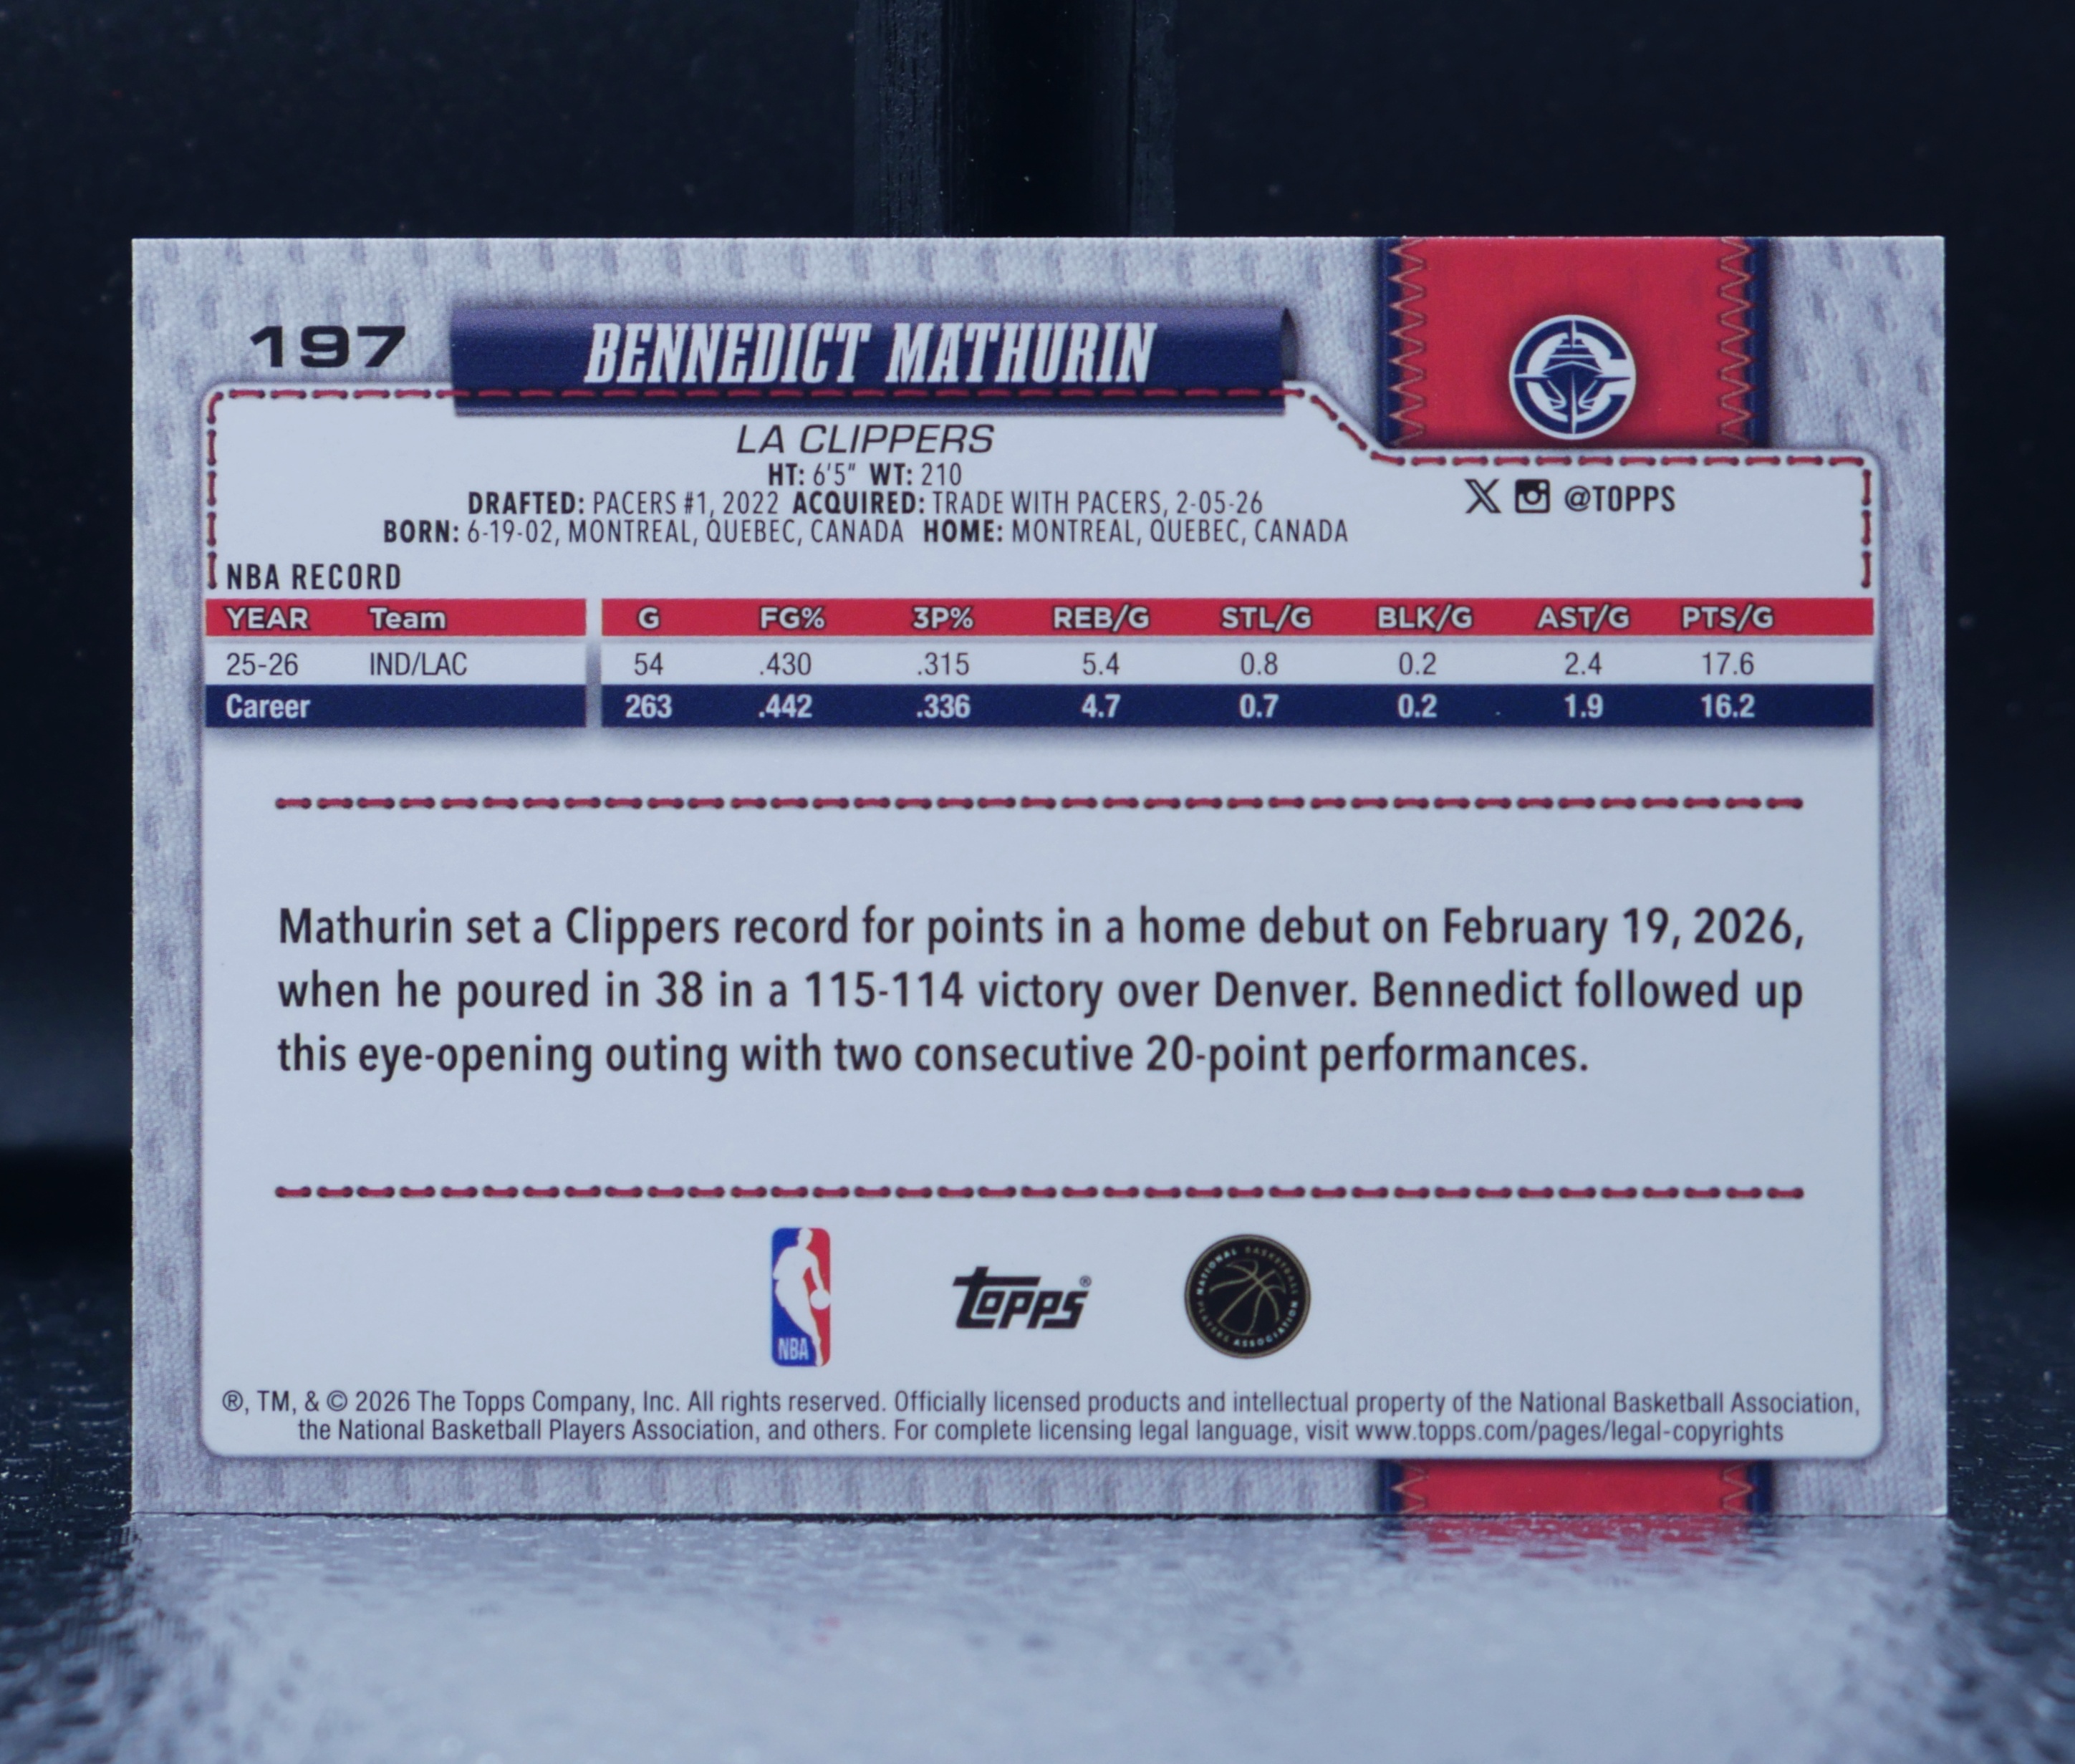 197
BENNEDICT MATHURIN
LA CLIPPERS
HT: 6'5" WT: 210
DRAFTED: PACERS #1, 2022 ACQUIRED: TRADE WITH PACERS, 2-05-26
BORN: 6-19-02, MONTREAL, QUEBEC, CANADA HOME: MONTREAL, QUEBEC, CANADA
@TOPPS
NBA RECORD
YEAR Team G FG% 3P% REB/G STL/G BLK/G AST/G PTS/G
25-26 IND/LAC 54 .430 .315 5.4 0.8 0.2 2.4 17.6
Career 263 .442 .336 4.7 0.7 0.2 1.9 16.2
Mathurin set a Clippers record for points in a home debut on February 19, 2026,
when he poured in 38 in a 115-114 victory over Denver. Bennedict followed up
this eye-opening outing with two consecutive 20-point performances.
NBA
topps®
NATIONAL BASKETBALL PLAYERS ASSOCIATION
®, TM, & © 2026 The Topps Company, Inc. All rights reserved. Officially licensed products and intellectual property of the National Basketball Association,
the National Basketball Players Association, and others. For complete licensing legal language, visit www.topps.com/pages/legal-copyrights